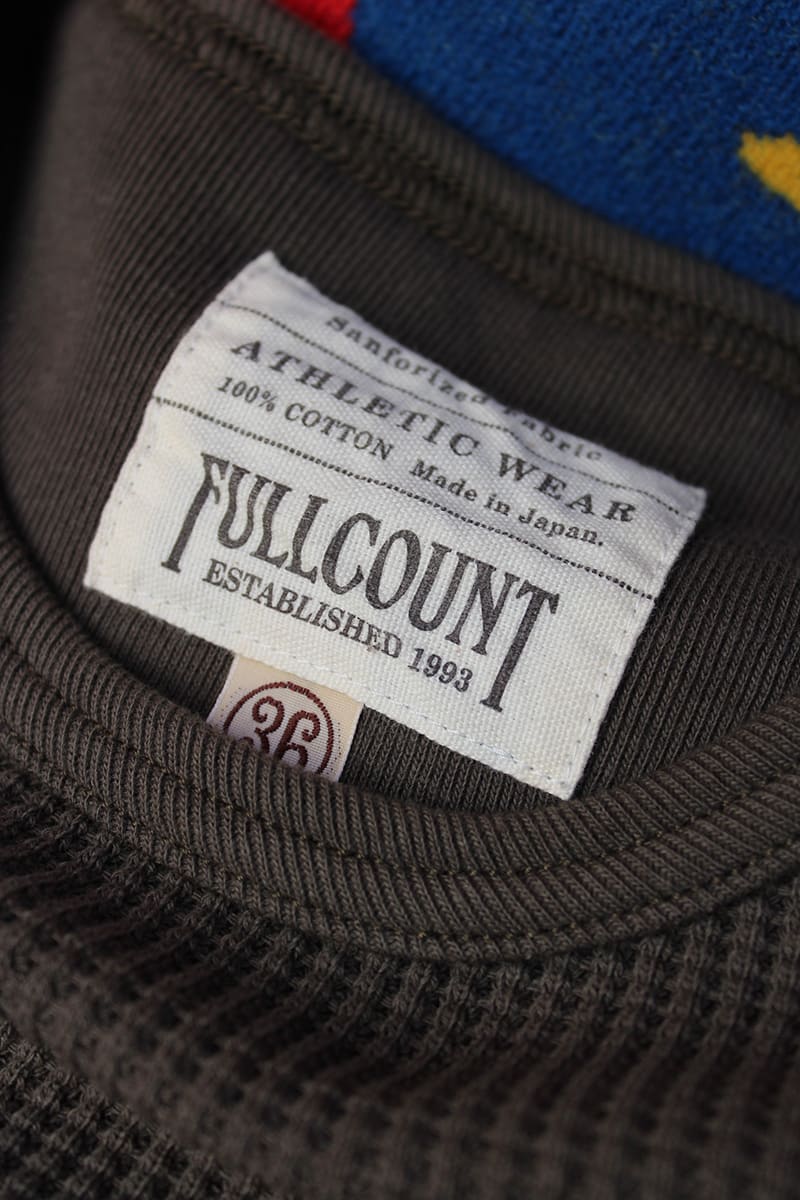 Sanforized Fabric
ATHLETIC WEAR
100% COTTON Made in Japan.
FULLCOUNT
ESTABLISHED 1993
36